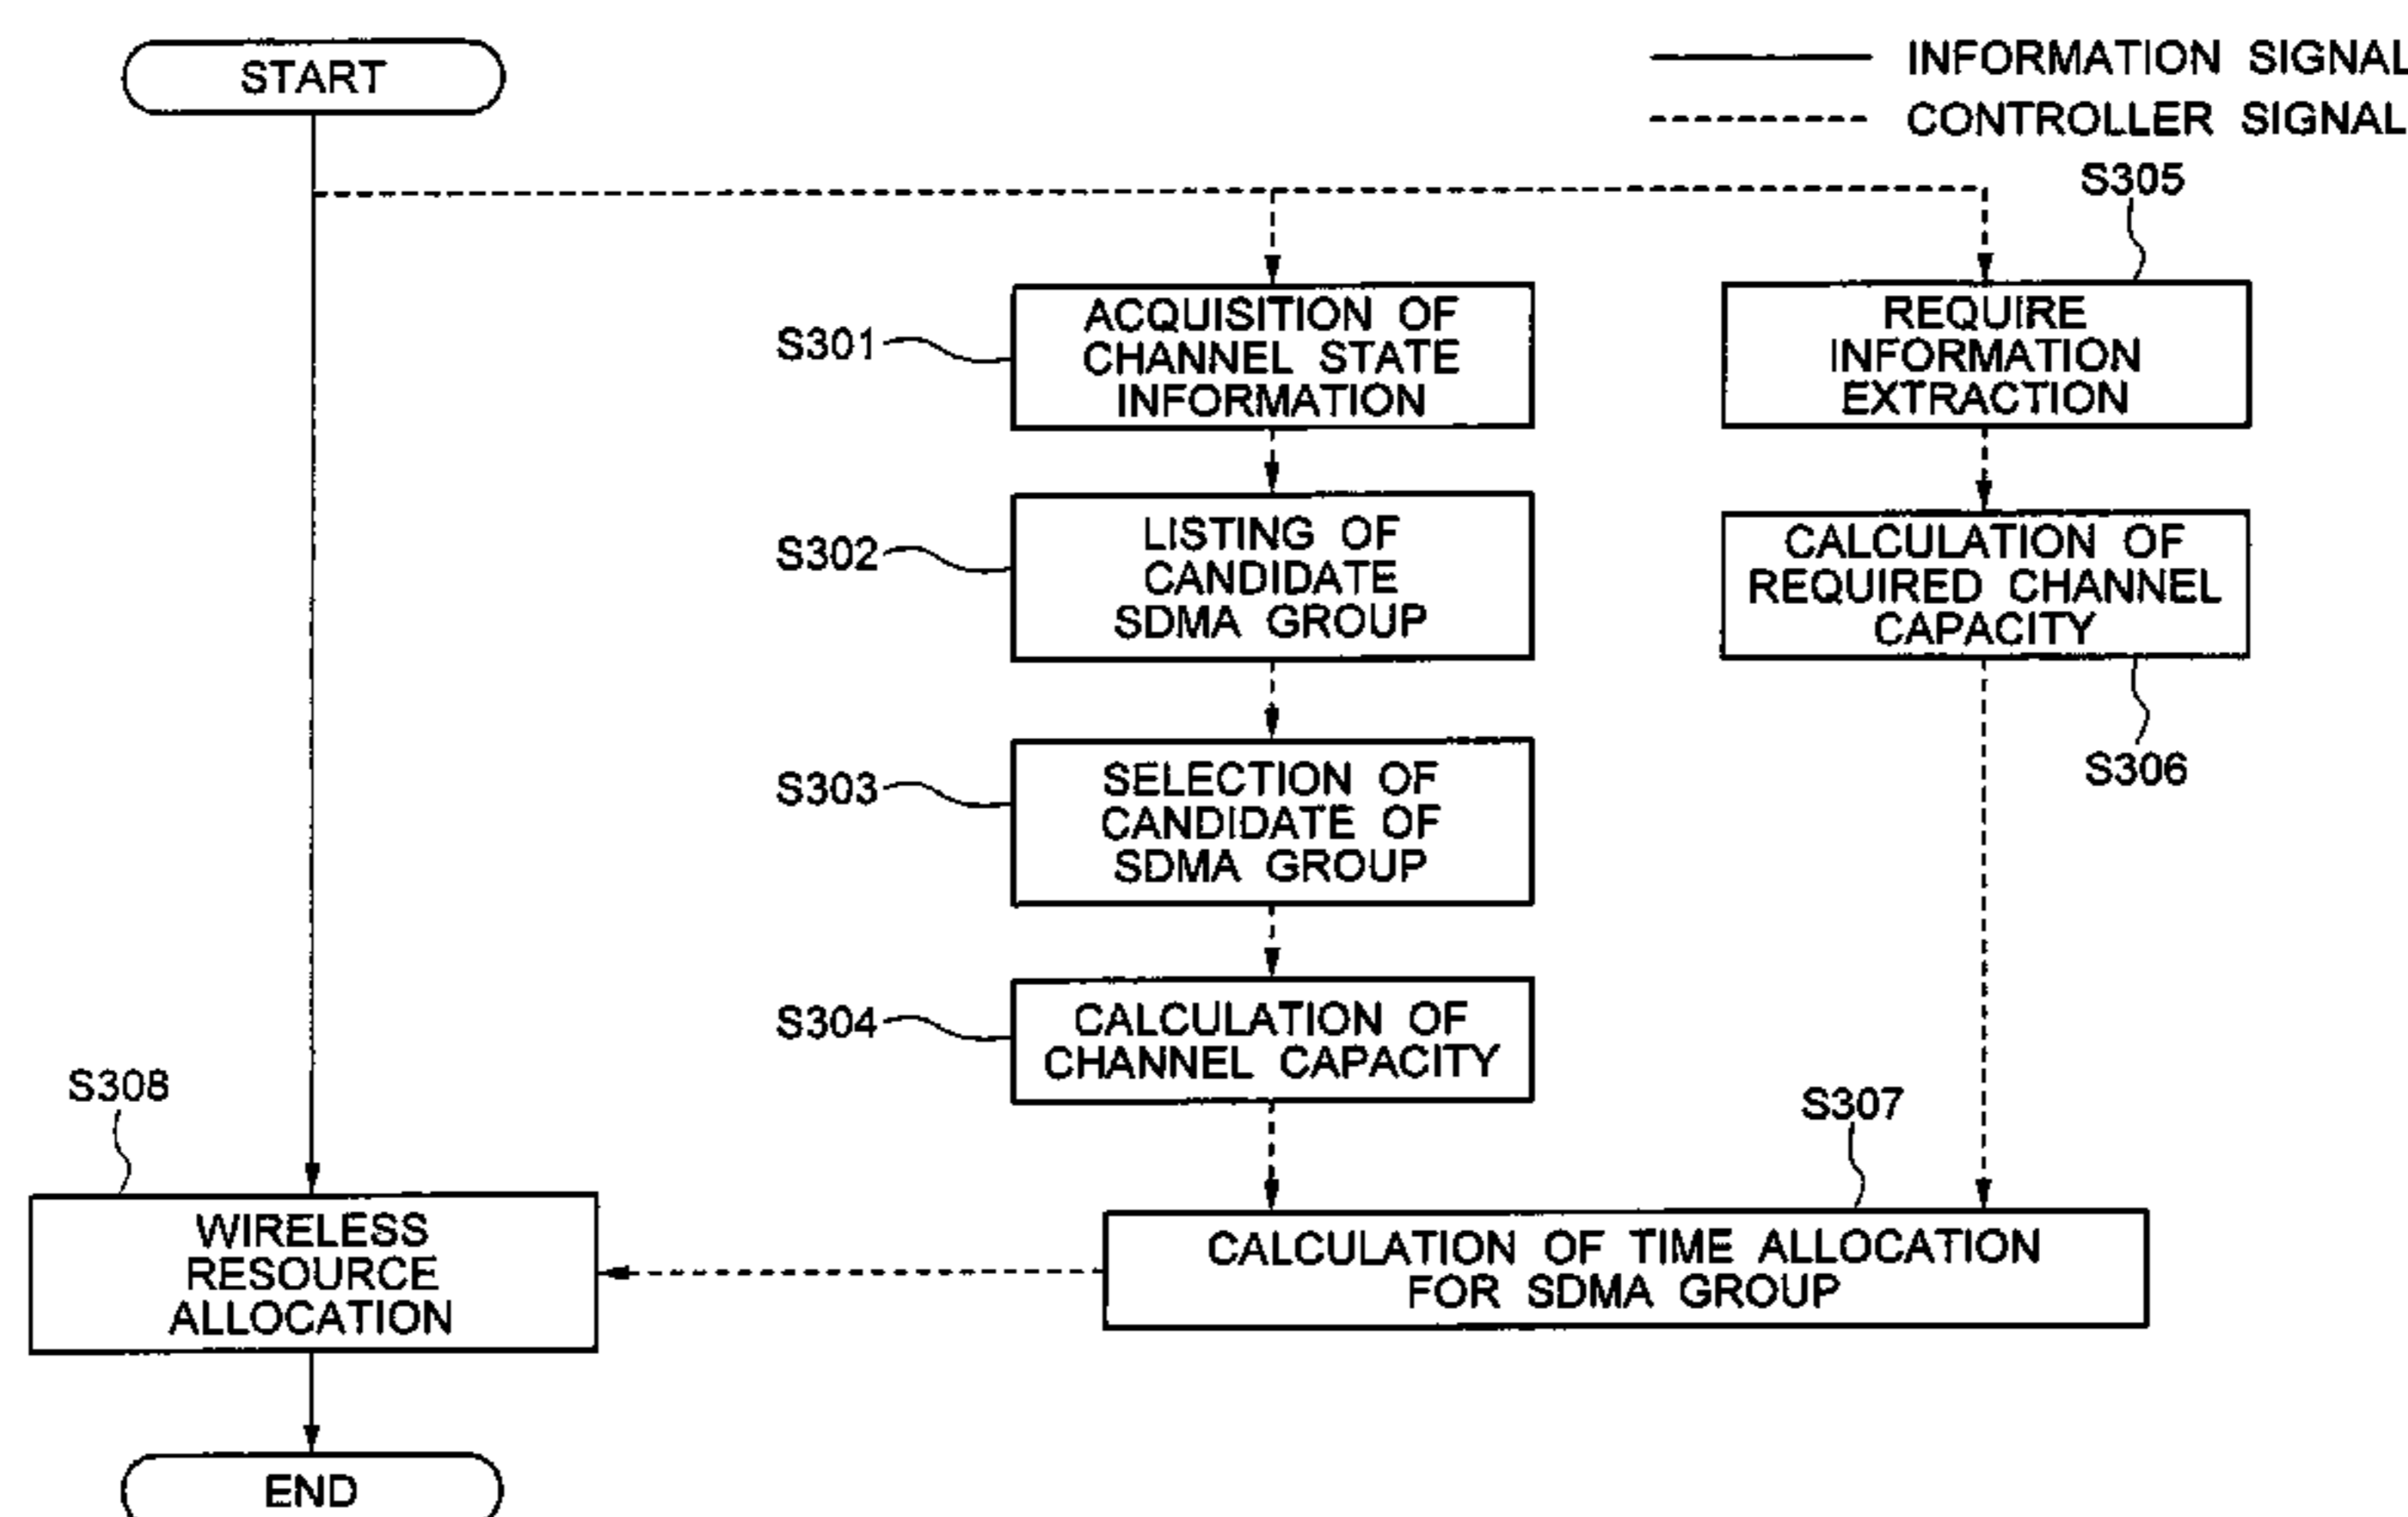 START
INFORMATION SIGNAL
CONTROLLER SIGNAL
S305
S301
ACQUISITION OF
CHANNEL STATE
INFORMATION
REQUIRE
INFORMATION
EXTRACTION
S302
LISTING OF
CANDIDATE
SDMA GROUP
CALCULATION OF
REQUIRED CHANNEL
CAPACITY
S306
S303
SELECTION OF
CANDIDATE OF
SDMA GROUP
S304
CALCULATION OF
CHANNEL CAPACITY
S308
S307
WIRELESS
RESOURCE
ALLOCATION
CALCULATION OF TIME ALLOCATION
FOR SDMA GROUP
END